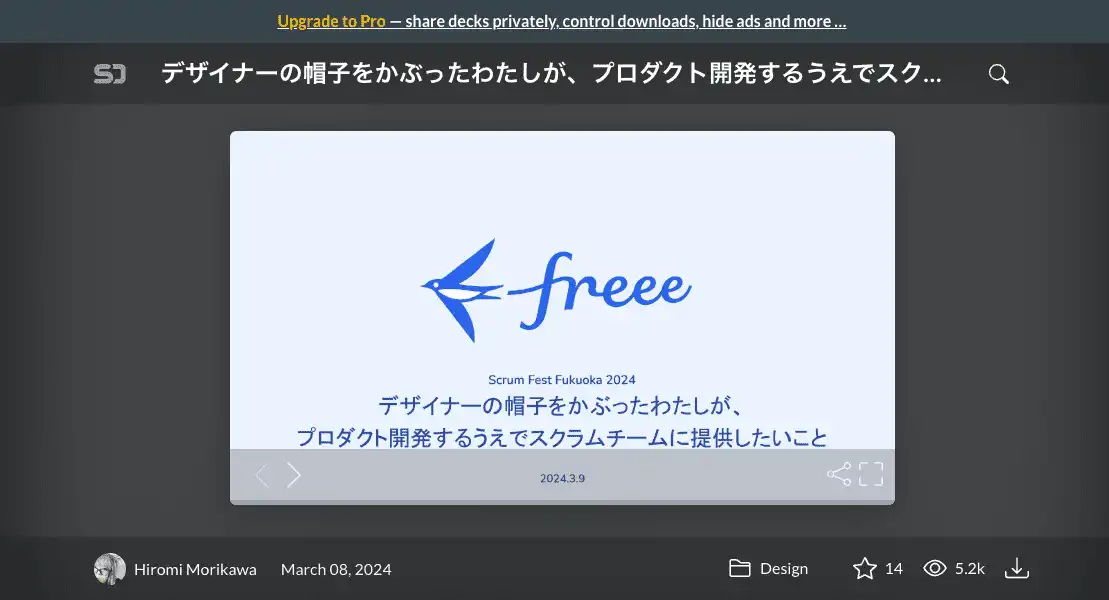 Upgrade to Pro — share decks privately, control downloads, hide ads and more …
SD デザイナーの帽子をかぶったわたしが、プロダクト開発するうえでスク...
freee
Scrum Fest Fukuoka 2024
デザイナーの帽子をかぶったわたしが、
プロダクト開発するうえでスクラムチームに提供したいこと
2024.3.9
Hiromi Morikawa March 08, 2024 Design 14 5.2k